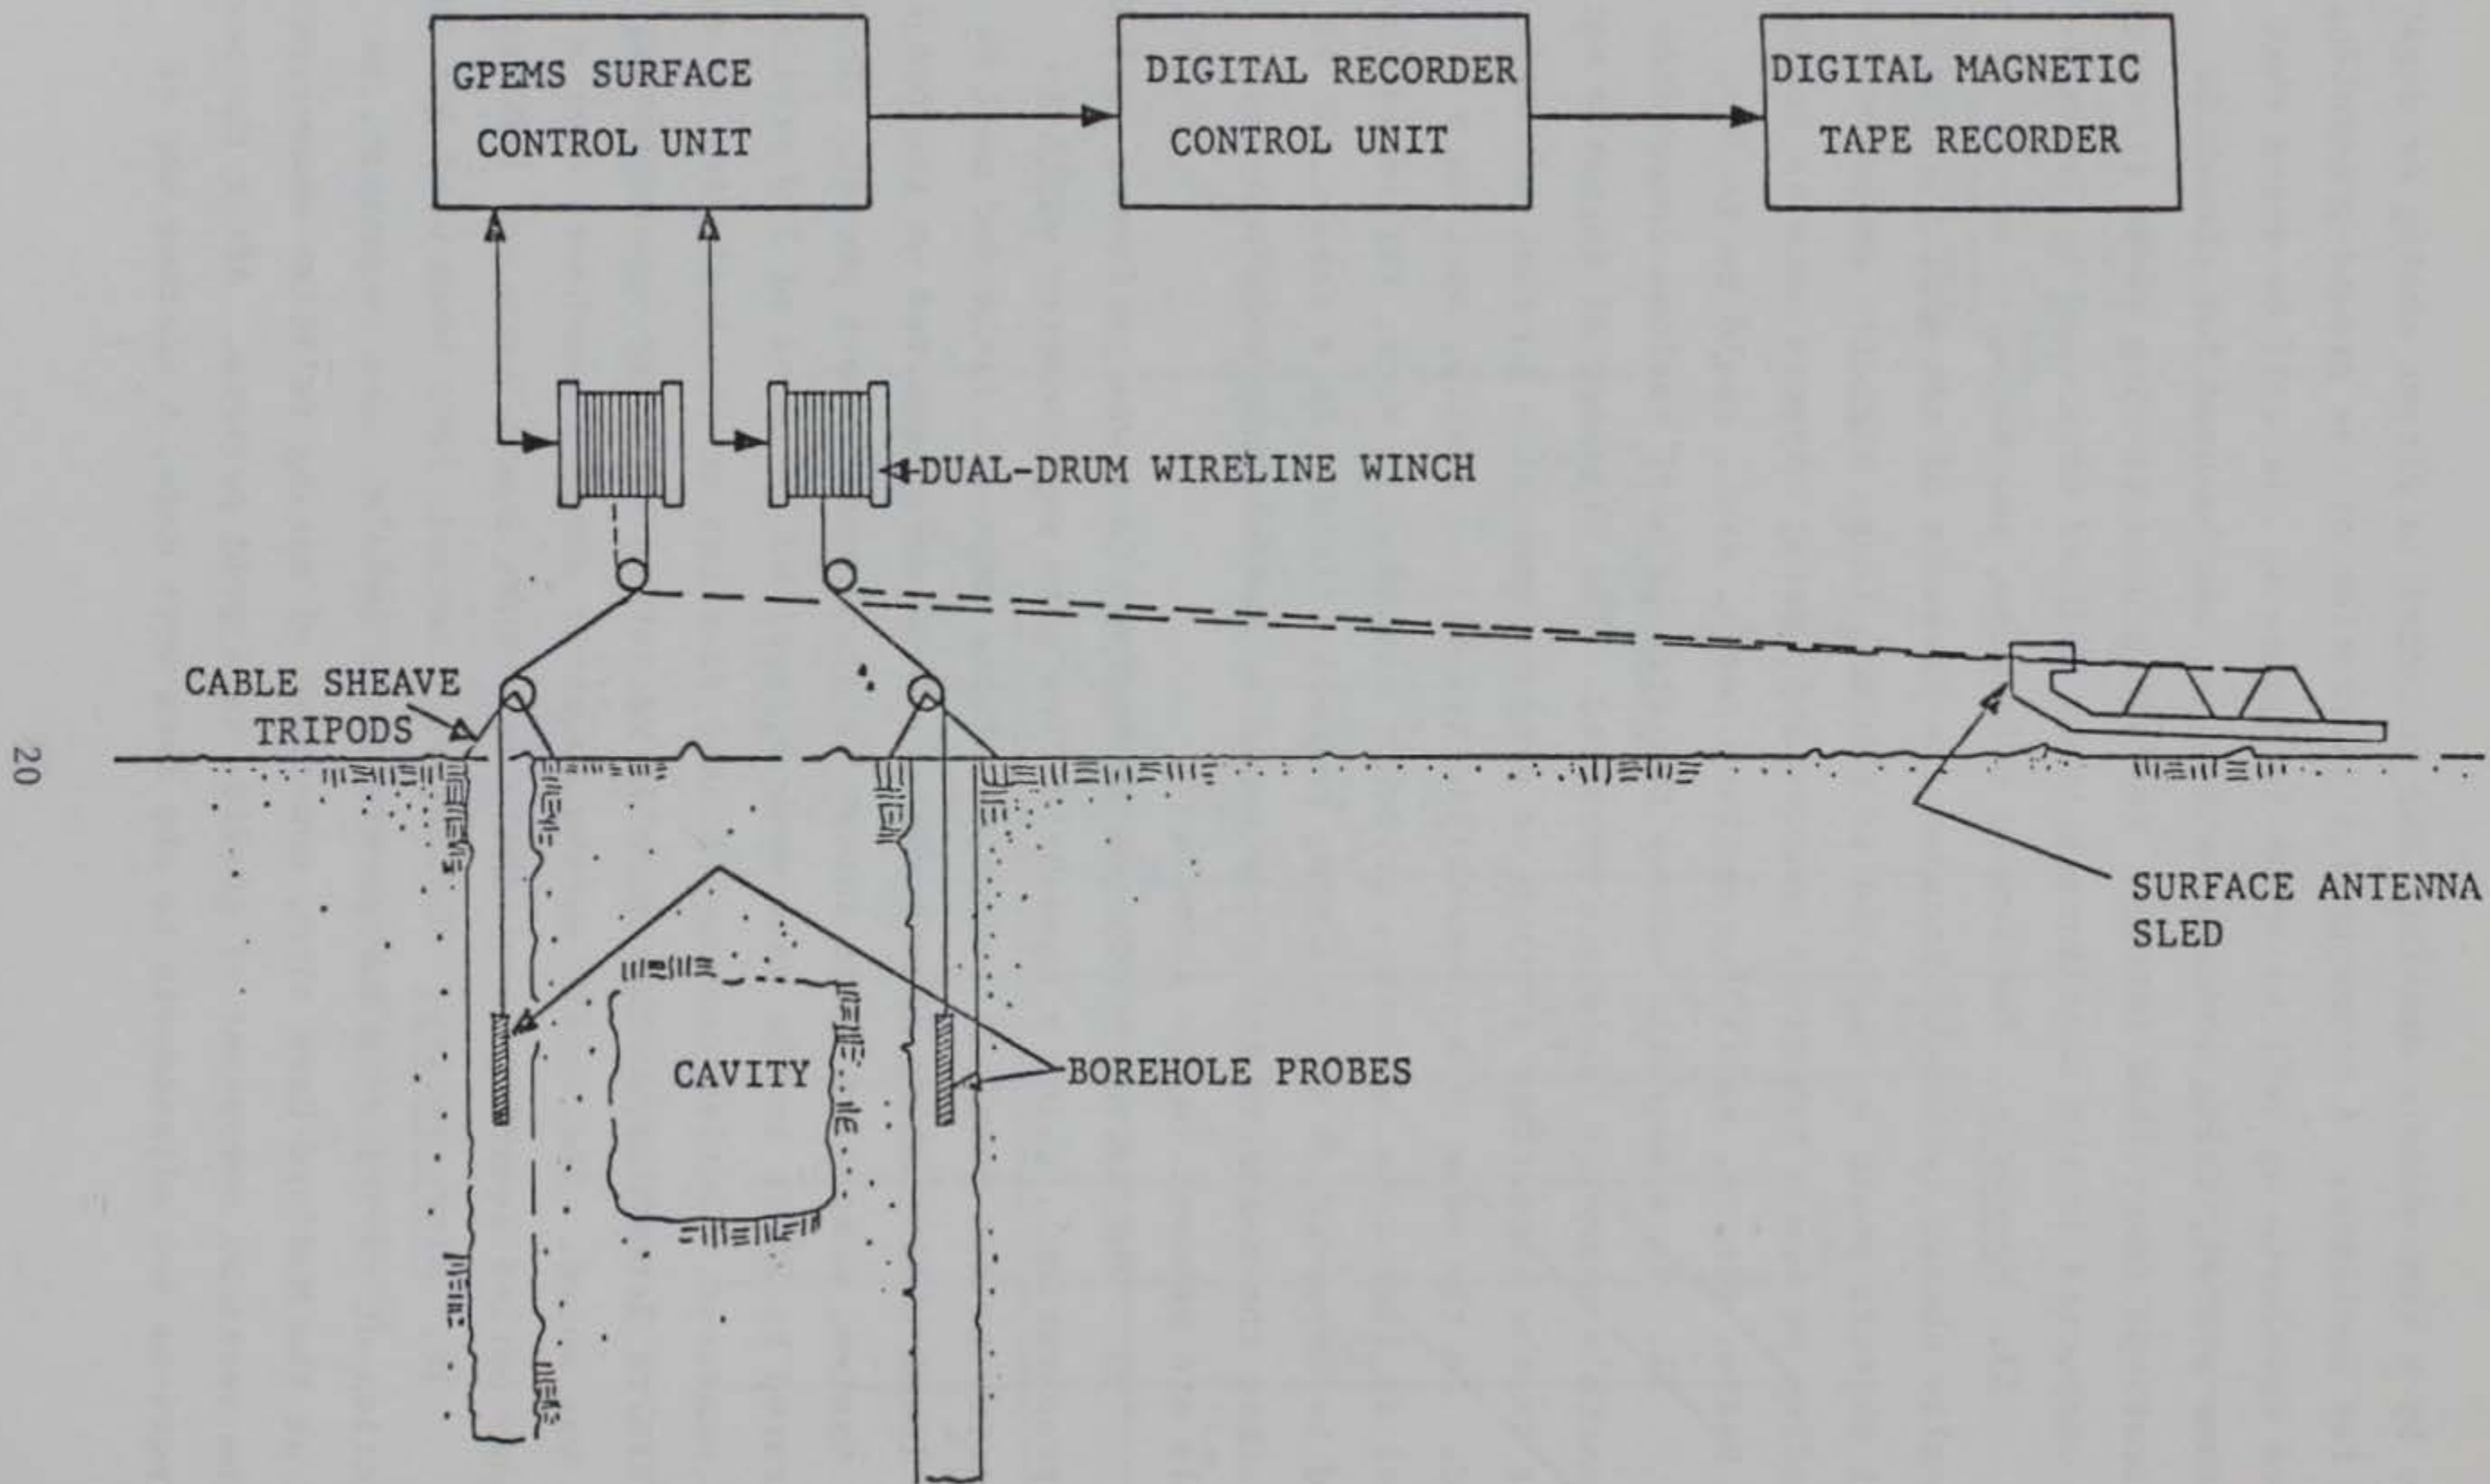 GPEMS SURFACE
CONTROL UNIT
DIGITAL RECORDER
CONTROL UNIT
DIGITAL MAGNETIC
TAPE RECORDER
DUAL-DRUM WIRELINE WINCH
CABLE SHEAVE
TRIPODS
SURFACE ANTENNA
SLED
CAVITY
BOREHOLE PROBES
20